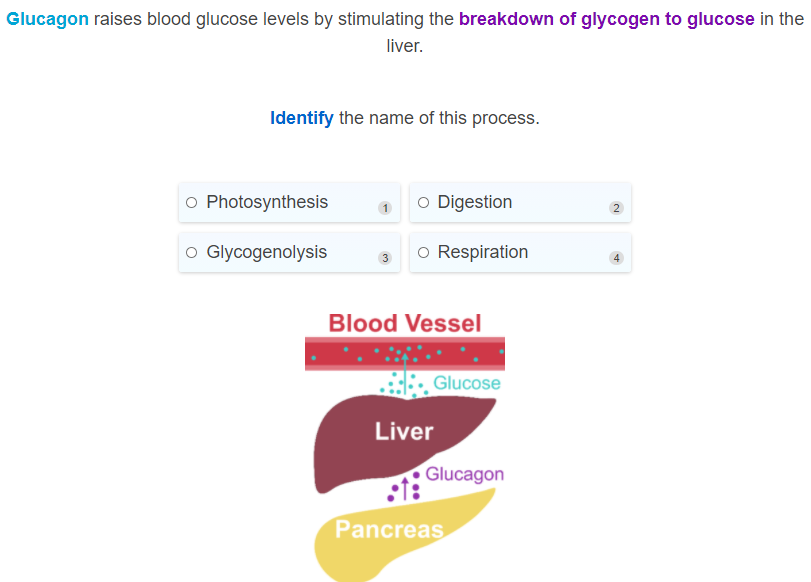 Glucagon raises blood glucose levels by stimulating the breakdown of glycogen to glucose in the
liver.
Identify the name of this process.
Photosynthesis 1
Digestion 2
Glycogenolysis 3
Respiration 4
Blood Vessel
Glucose
Liver
Glucagon
Pancreas